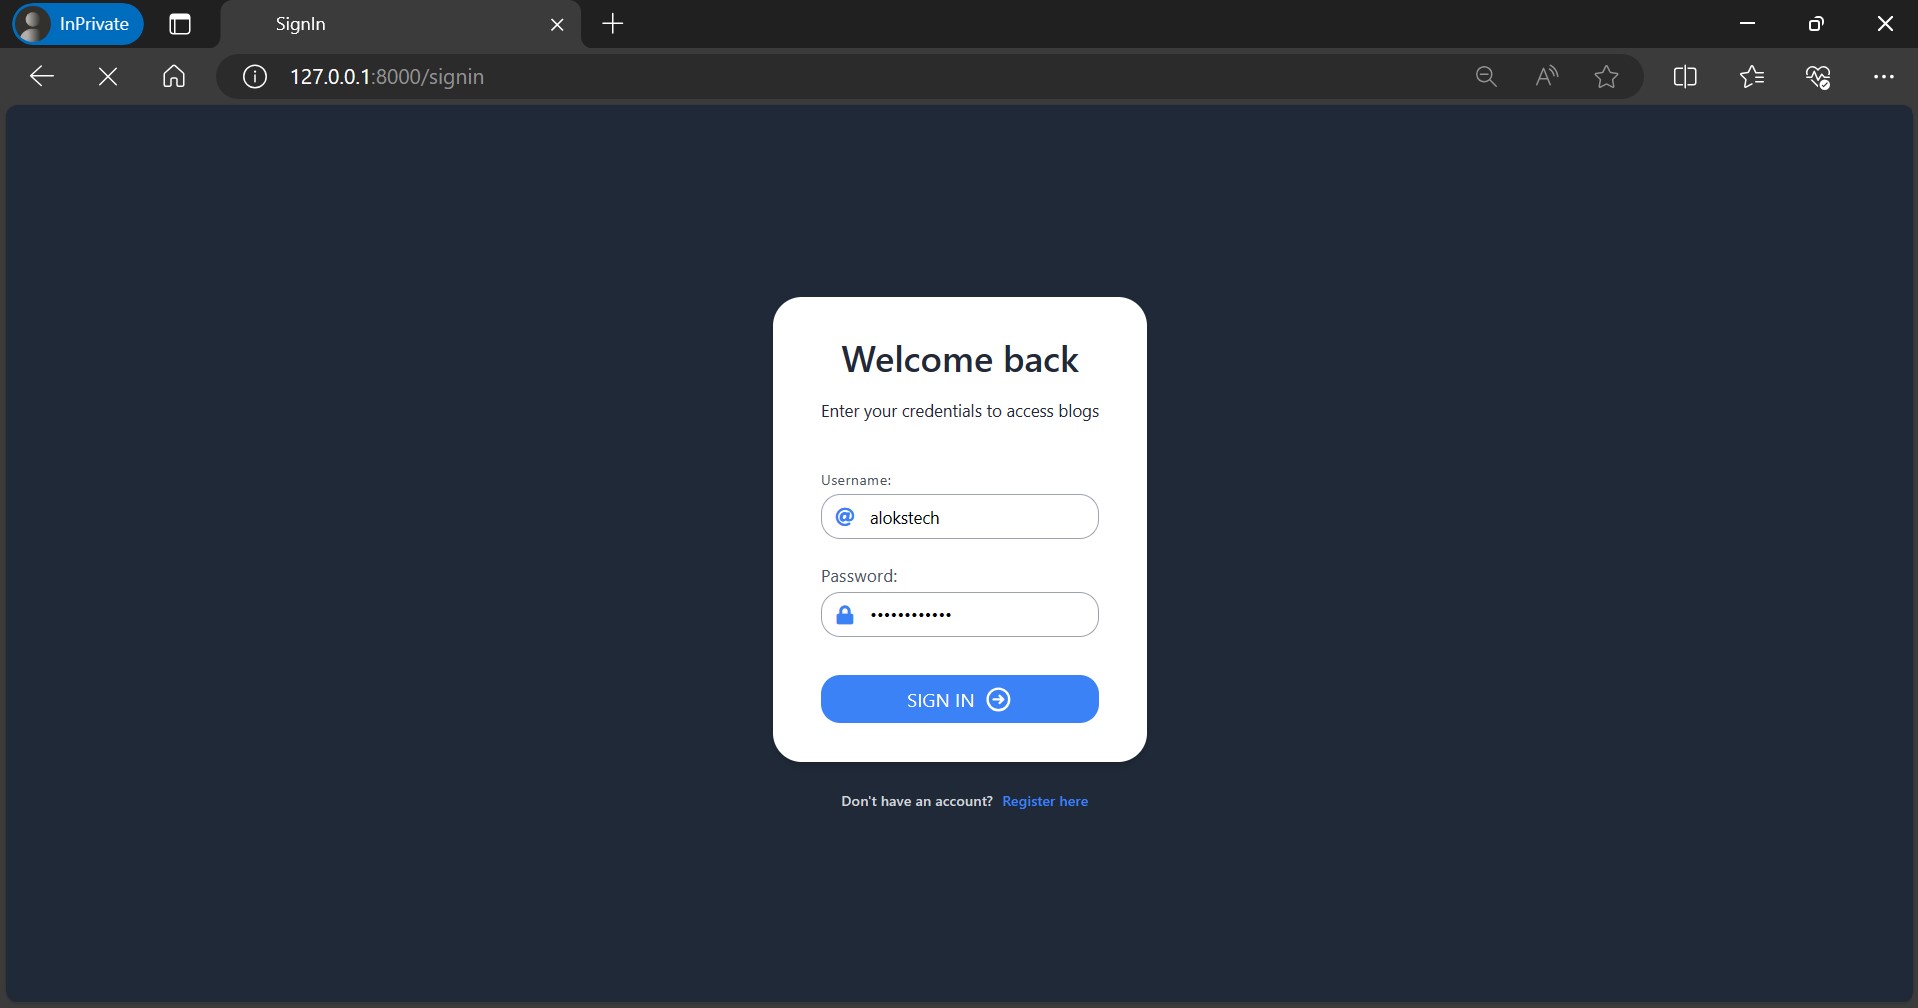 InPrivate
SignIn
127.0.0.1:8000/signin
Welcome back
Enter your credentials to access blogs
Username:
@ alokstech
Password:
••••••••••••
SIGN IN
Don't have an account? Register here